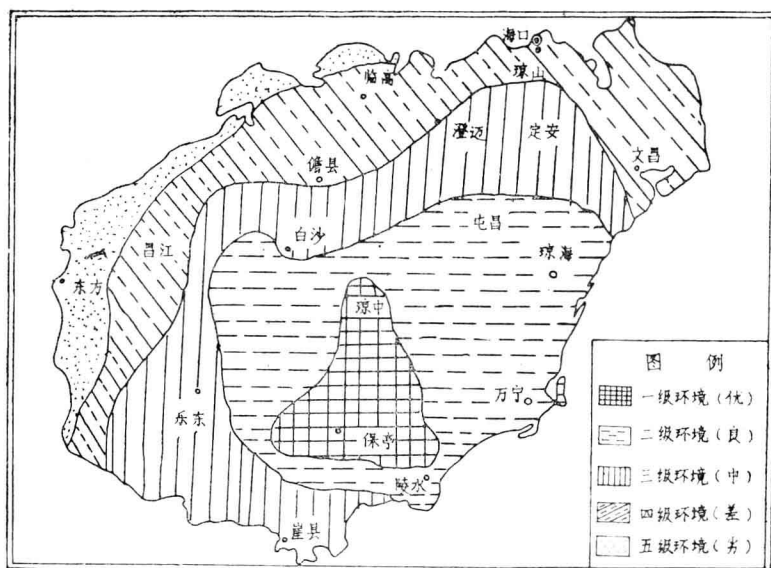 海口
琼山
临高
澄迈
定安
文昌
儋县
屯昌
白沙
琼海
昌江
东方
琼中
万宁
乐东
保亭
陵水
崖县
图 例
一级环境(优)
二级环境(良)
三级环境(中)
四级环境(差)
五级环境(劣)